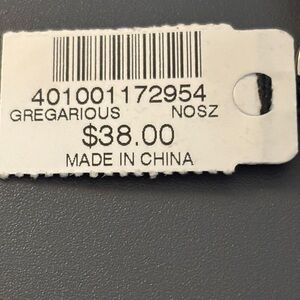 401001172954
GREGARIOUS NOSZ
$38.00
MADE IN CHINA